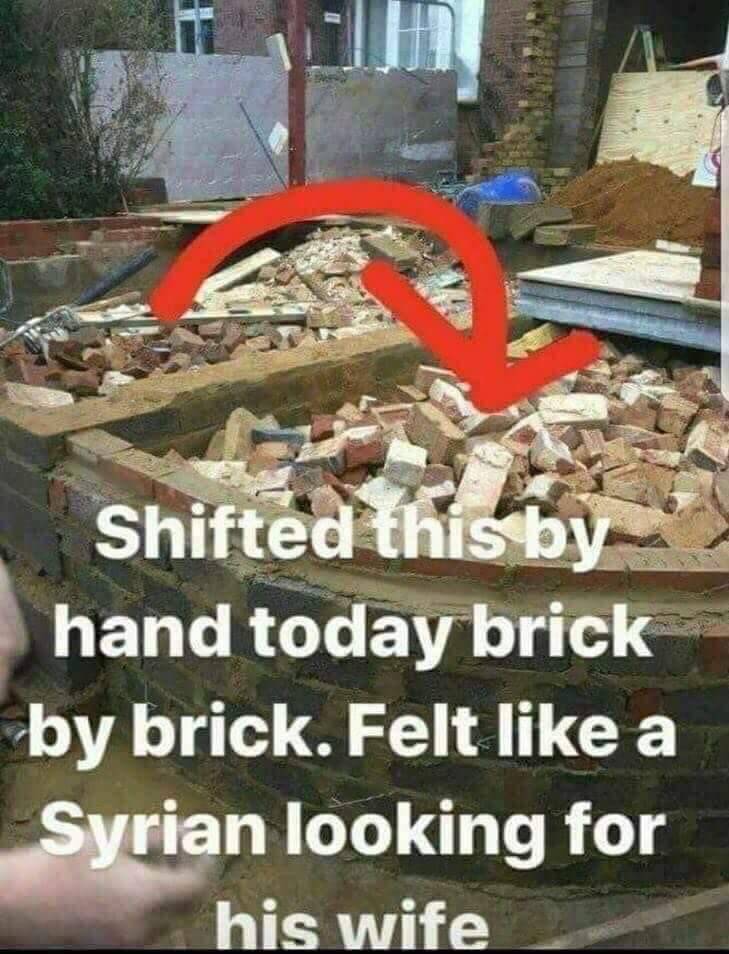 Shifted this by
hand today brick
by brick. Felt like a
Syrian looking for
his wife